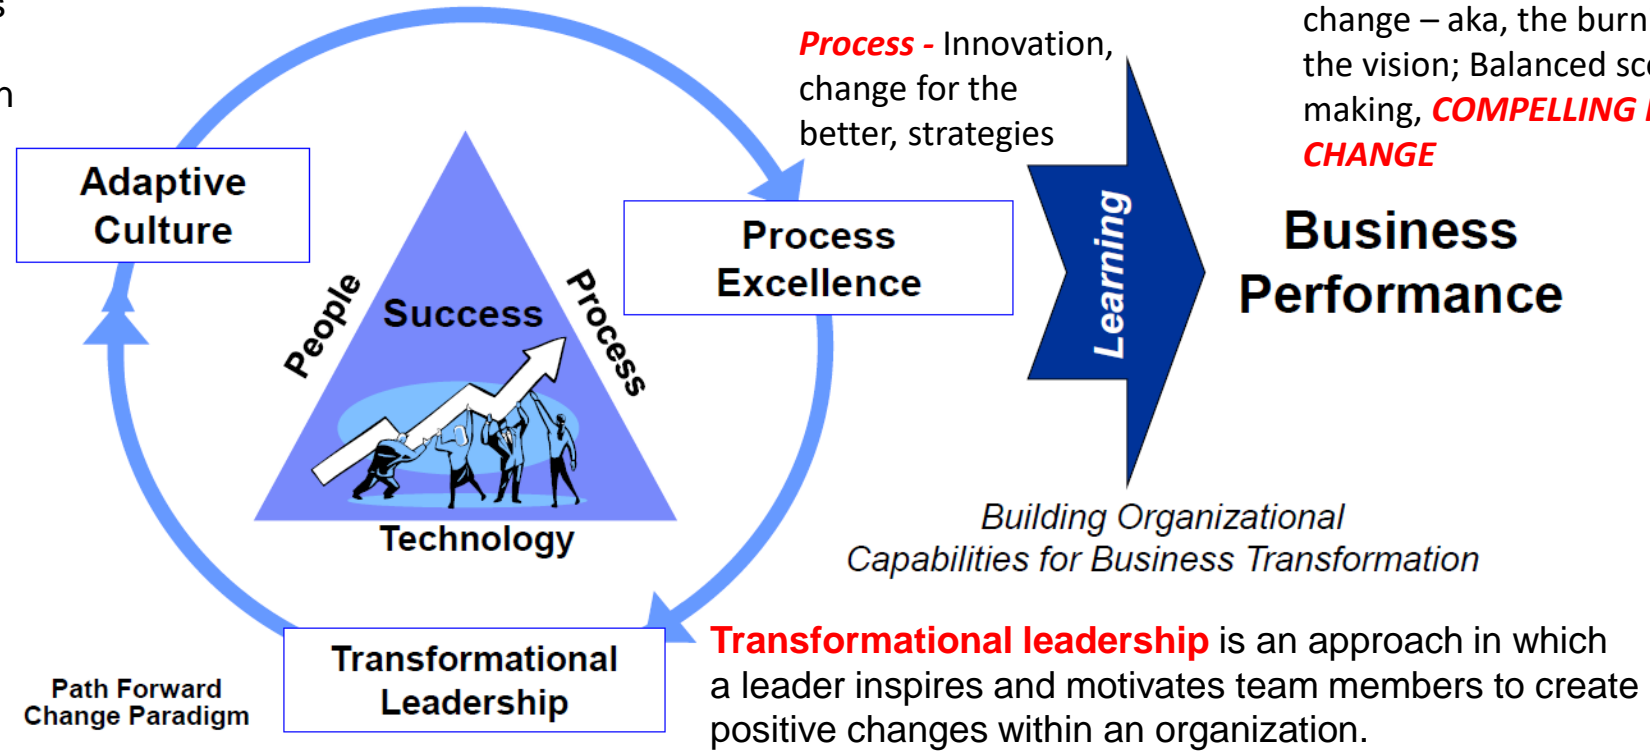 s
n
Process - Innovation,
change for the
better, strategies
change – aka, the burn
the vision; Balanced sco
making, COMPELLING
CHANGE
Adaptive
Culture
Process
Excellence
Learning
Business
Performance
People
Success
Process
Technology
Building Organizational
Capabilities for Business Transformation
Transformational
Leadership
Path Forward
Change Paradigm
Transformational leadership is an approach in which
a leader inspires and motivates team members to create
positive changes within an organization.